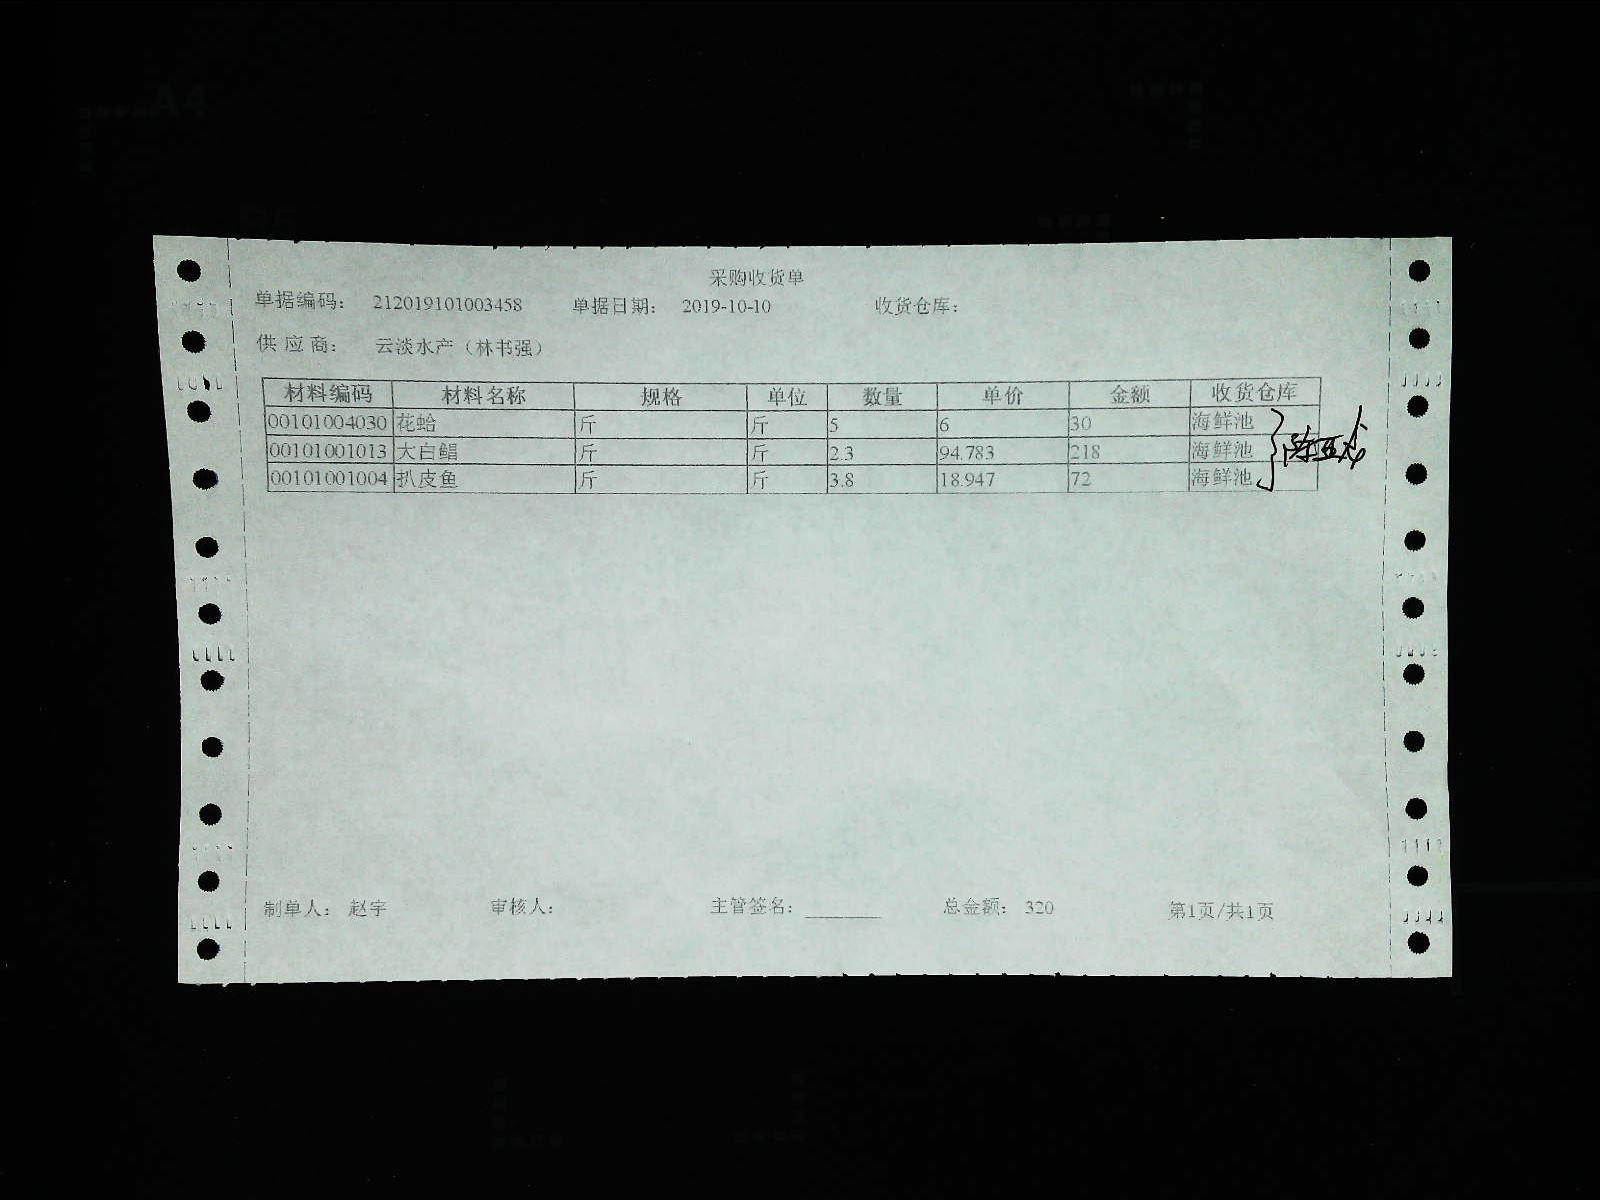 采购收货单
单据编码： 212019101003458 单据日期： 2019-10-10 收货仓库：
供 应 商： 云淡水产（林书强）
材料编码 材料名称 规格 单位 数量 单价 金额 收货仓库
00101004030 花蛤 斤 斤 5 6 30 海鲜池
00101001013 大白鲳 斤 斤 2.3 94.783 218 海鲜池
00101001004 扒皮鱼 斤 斤 3.8 18.947 72 海鲜池
制单人： 赵宇 审核人： 主管签名： 总金额： 320 第1页/共1页